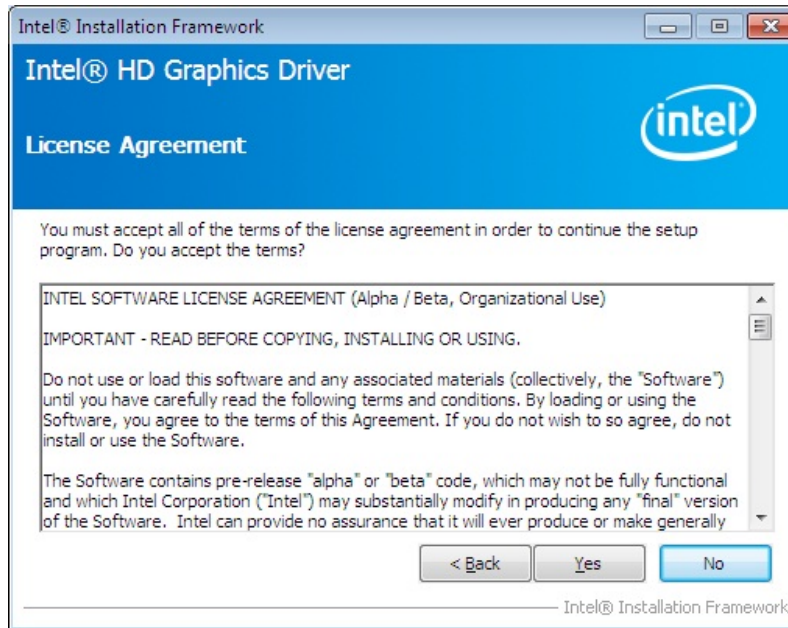 Intel® Installation Framework
Intel® HD Graphics Driver
intel
License Agreement
You must accept all of the terms of the license agreement in order to continue the setup
program. Do you accept the terms?
INTEL SOFTWARE LICENSE AGREEMENT (Alpha / Beta, Organizational Use)
IMPORTANT - READ BEFORE COPYING, INSTALLING OR USING.
Do not use or load this software and any associated materials (collectively, the "Software")
until you have carefully read the following terms and conditions. By loading or using the
Software, you agree to the terms of this Agreement. If you do not wish to so agree, do not
install or use the Software.
The Software contains pre-release "alpha" or "beta" code, which may not be fully functional
and which Intel Corporation ("Intel") may substantially modify in producing any "final" version
of the Software.  Intel can provide no assurance that it will ever produce or make generally
< Back
Yes
No
Intel® Installation Framework